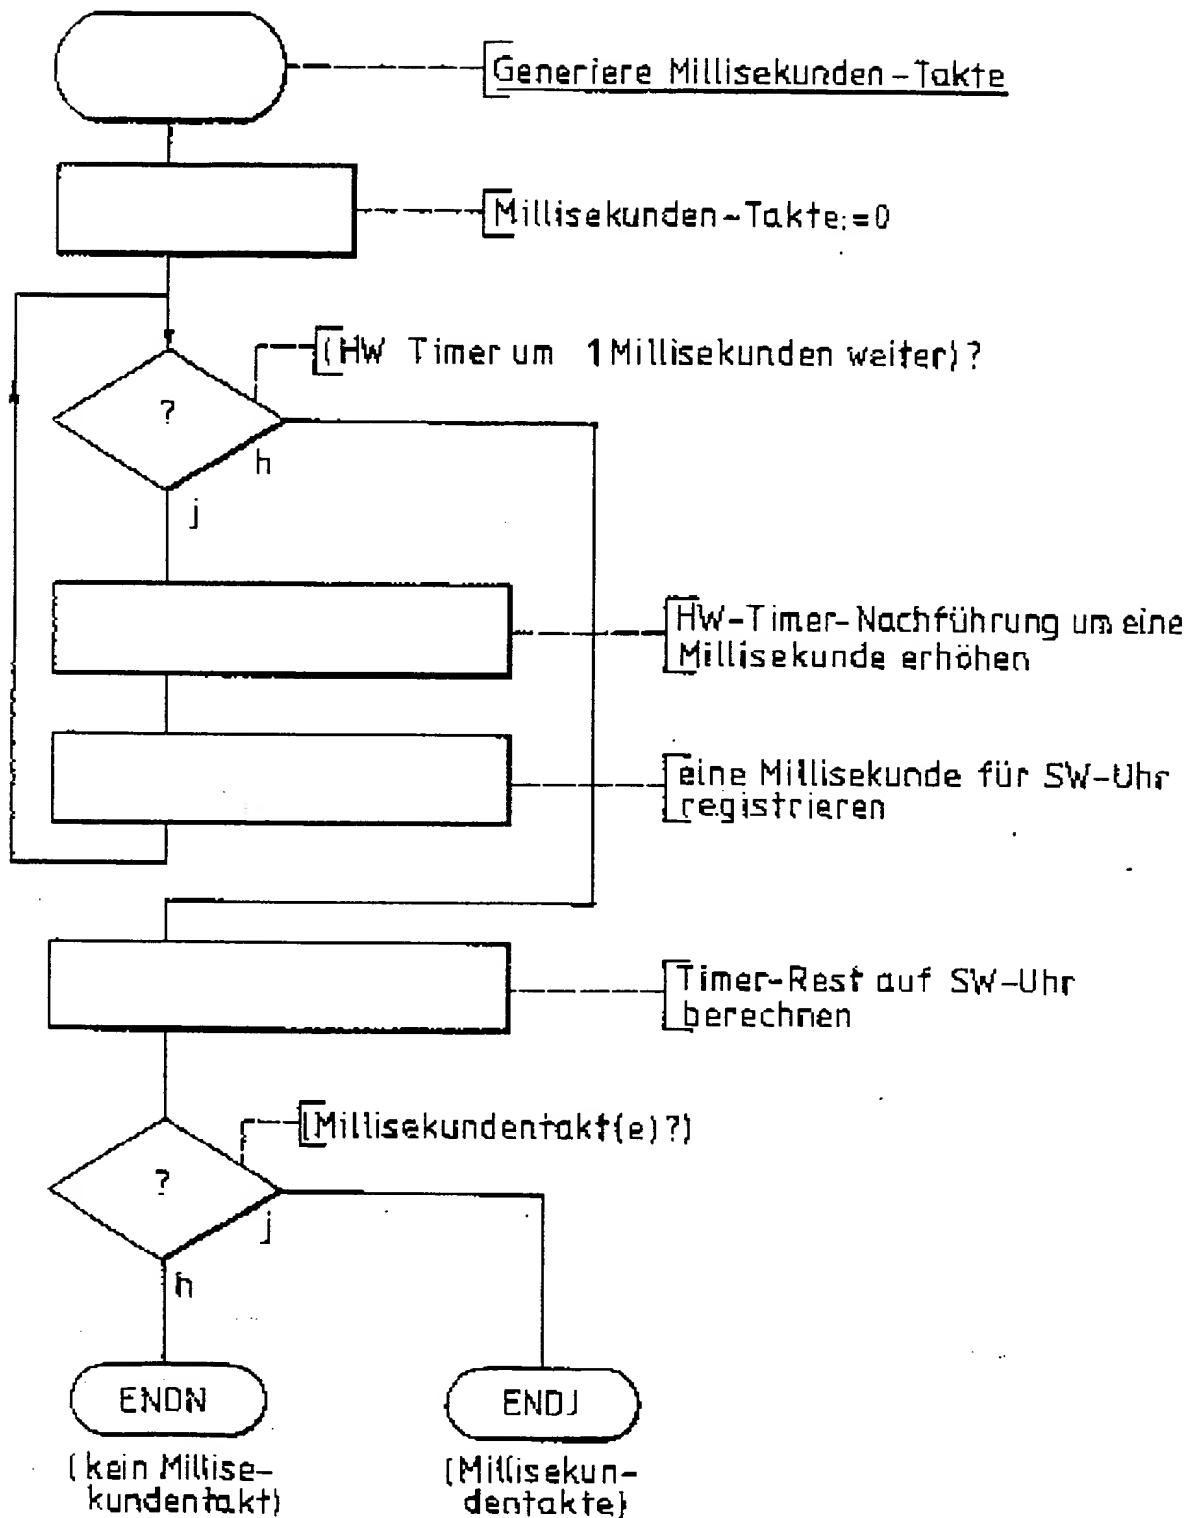 Generiere Millisekunden-Takte
Millisekunden-Takte:=0
(HW Timer um 1 Millisekunden weiter)?
?
h
j
HW-Timer-Nachführung um eine
Millisekunde erhöhen
eine Millisekunde für SW-Uhr
registrieren
Timer-Rest auf SW-Uhr
berechnen
(Millisekundentakt(e)?)
?
j
h
ENDN
ENDJ
(kein Millise-
kundentakt)
(Millisekun-
dentakte)